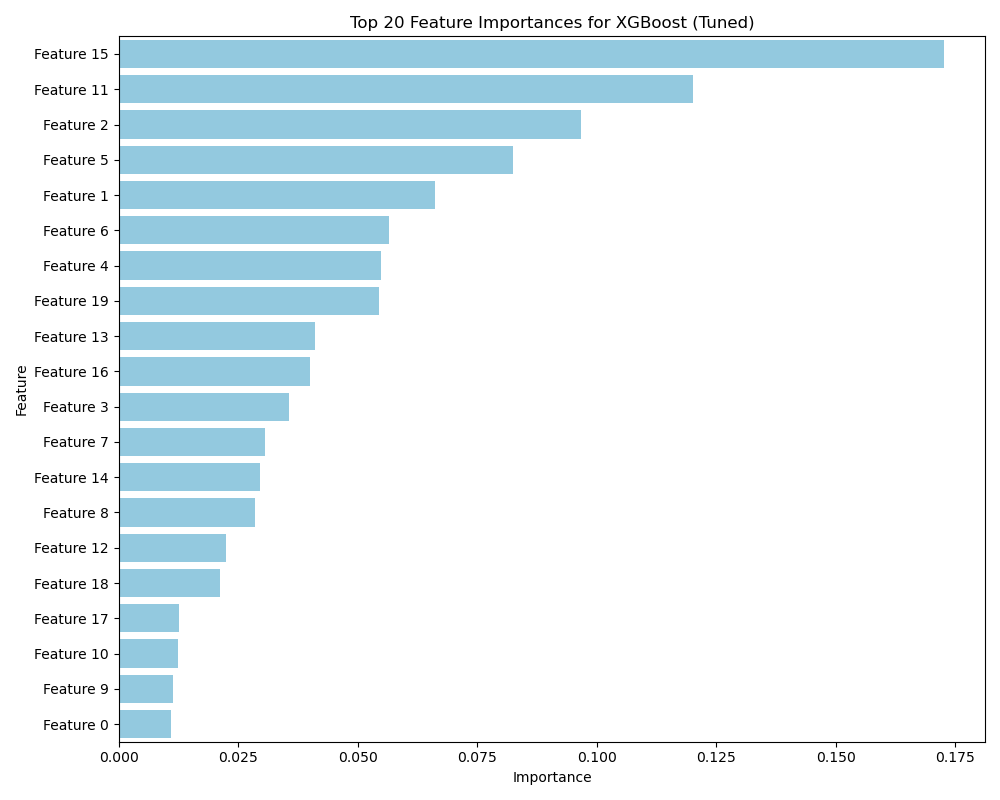 Top 20 Feature Importances for XGBoost (Tuned)
Feature 15
Feature 11
Feature 2
Feature 5
Feature 1
Feature 6
Feature 4
Feature 19
Feature 13
Feature 16
Feature 3
Feature 7
Feature 14
Feature 8
Feature 12
Feature 18
Feature 17
Feature 10
Feature 9
Feature 0
Feature
0.000 0.025 0.050 0.075 0.100 0.125 0.150 0.175
Importance